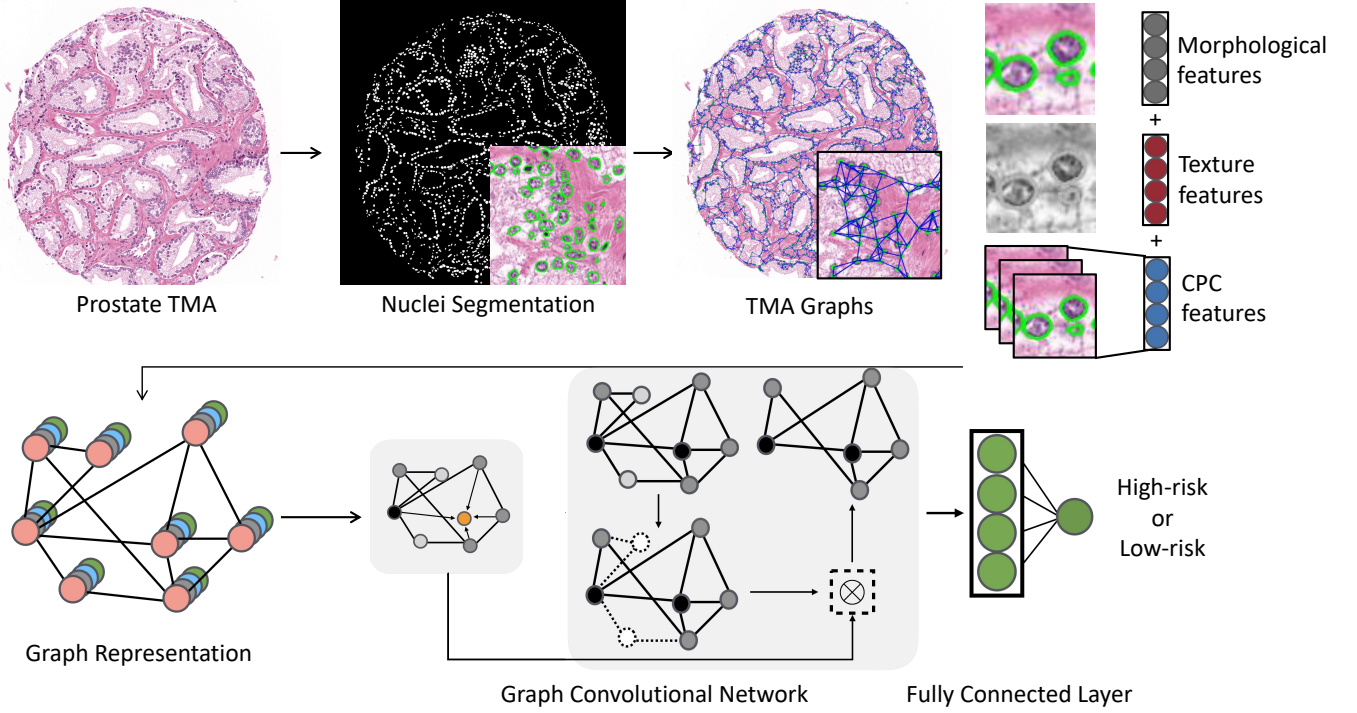 Morphological
features
+
Texture
features
+
CPC
features
Prostate TMA
Nuclei Segmentation
TMA Graphs
High-risk
or
Low-risk
Graph Representation
Graph Convolutional Network
Fully Connected Layer